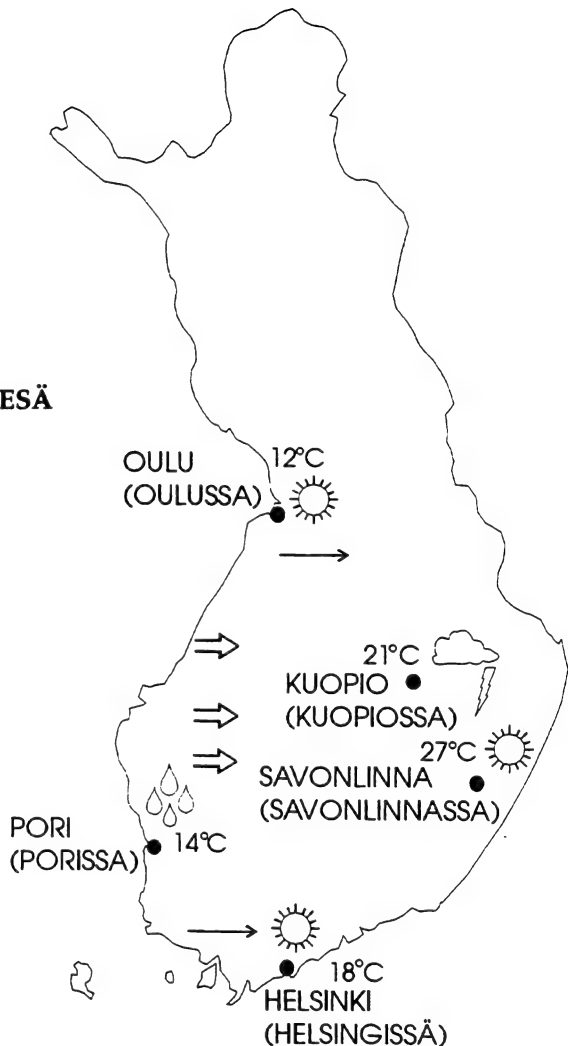 ESÄ
12°C
OULU
(OULUSSA)
21°C
KUOPIO
(KUOPIOSSA)
27°C
SAVONLINNA
(SAVONLINNASSA)
PORI
(PORISSA)
14°C
18°C
HELSINKI
(HELSINGISSÄ)